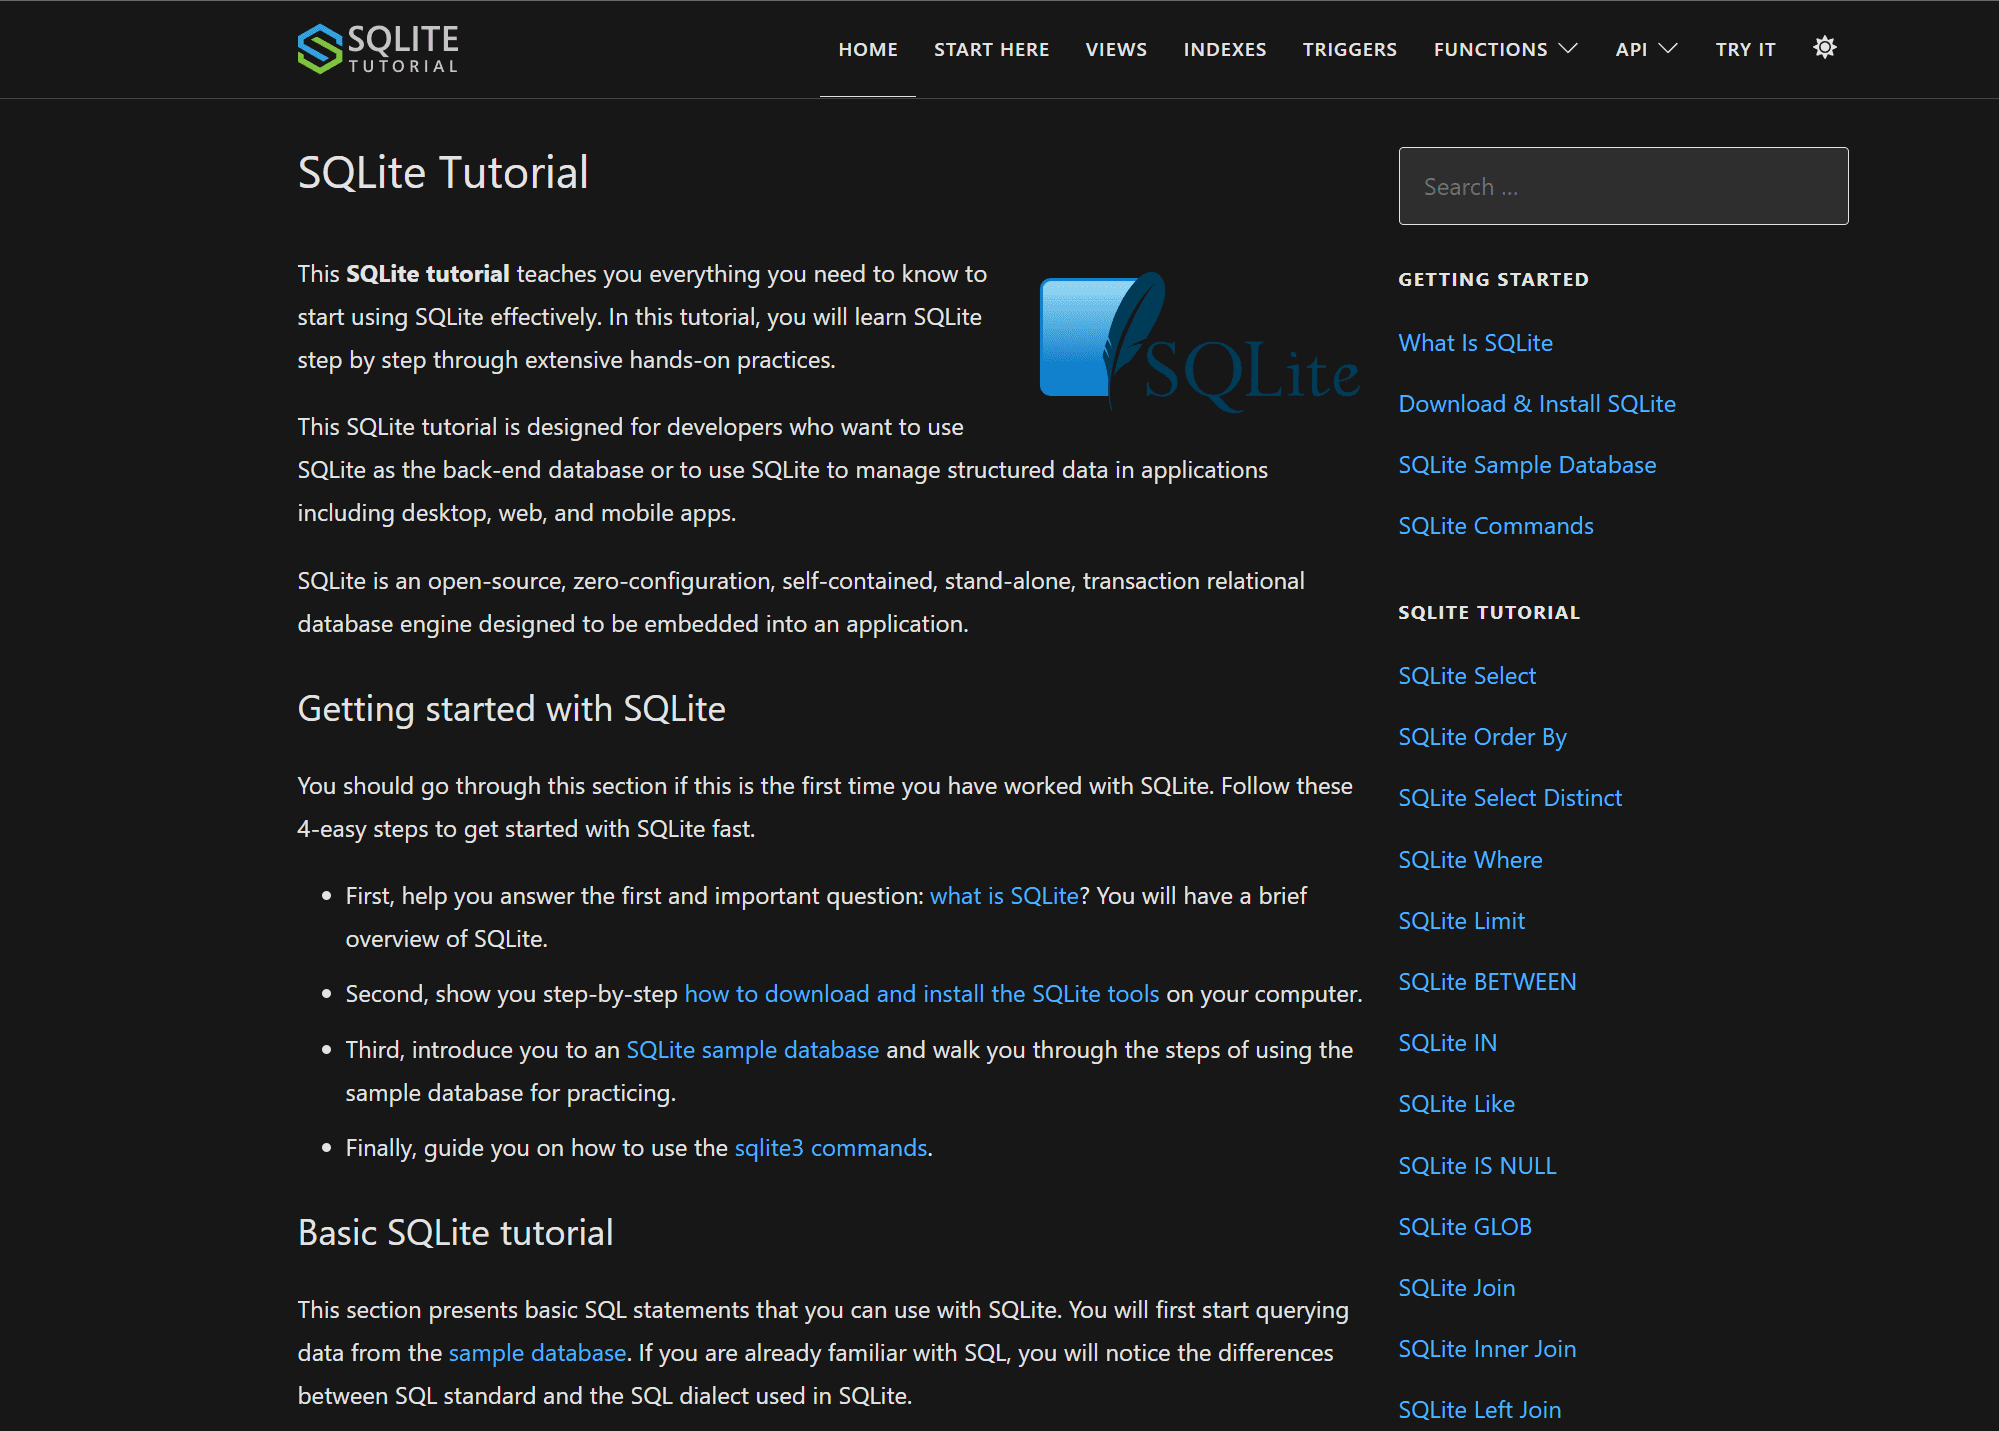 SQLITE
TUTORIAL
HOME
START HERE
VIEWS
INDEXES
TRIGGERS
FUNCTIONS
API
TRY IT
SQLite Tutorial
This SQLite tutorial teaches you everything you need to know to
start using SQLite effectively. In this tutorial, you will learn SQLite
step by step through extensive hands-on practices.
SQLite
This SQLite tutorial is designed for developers who want to use
SQLite as the back-end database or to use SQLite to manage structured data in applications
including desktop, web, and mobile apps.
SQLite is an open-source, zero-configuration, self-contained, stand-alone, transaction relational
database engine designed to be embedded into an application.
Getting started with SQLite
You should go through this section if this is the first time you have worked with SQLite. Follow these
4-easy steps to get started with SQLite fast.
• First, help you answer the first and important question: what is SQLite? You will have a brief
overview of SQLite.
• Second, show you step-by-step how to download and install the SQLite tools on your computer.
• Third, introduce you to an SQLite sample database and walk you through the steps of using the
sample database for practicing.
• Finally, guide you on how to use the sqlite3 commands.
Basic SQLite tutorial
This section presents basic SQL statements that you can use with SQLite. You will first start querying
data from the sample database. If you are already familiar with SQL, you will notice the differences
between SQL standard and the SQL dialect used in SQLite.
Search ...
GETTING STARTED
What Is SQLite
Download & Install SQLite
SQLite Sample Database
SQLite Commands
SQLITE TUTORIAL
SQLite Select
SQLite Order By
SQLite Select Distinct
SQLite Where
SQLite Limit
SQLite BETWEEN
SQLite IN
SQLite Like
SQLite IS NULL
SQLite GLOB
SQLite Join
SQLite Inner Join
SQLite Left Join